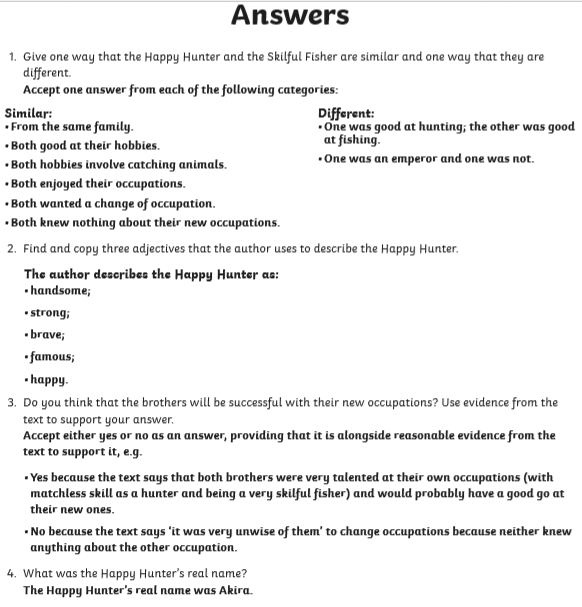 Answers
1. Give one way that the Happy Hunter and the Skilful Fisher are similar and one way that they are
different.
Accept one answer from each of the following categories:
Similar:
• From the same family.
• Both good at their hobbies.
• Both hobbies involve catching animals.
• Both enjoyed their occupations.
• Both wanted a change of occupation.
• Both knew nothing about their new occupations.
Different:
• One was good at hunting; the other was good
at fishing.
• One was an emperor and one was not.
2. Find and copy three adjectives that the author uses to describe the Happy Hunter.
The author describes the Happy Hunter as:
• handsome;
• strong;
• brave;
• famous;
• happy.
3. Do you think that the brothers will be successful with their new occupations? Use evidence from the
text to support your answer.
Accept either yes or no as an answer, providing that it is alongside reasonable evidence from the
text to support it, e.g.
• Yes because the text says that both brothers were very talented at their own occupations (with
matchless skill as a hunter and being a very skilful fisher) and would probably have a good go at
their new ones.
• No because the text says 'it was very unwise of them' to change occupations because neither knew
anything about the other occupation.
4. What was the Happy Hunter's real name?
The Happy Hunter's real name was Akira.